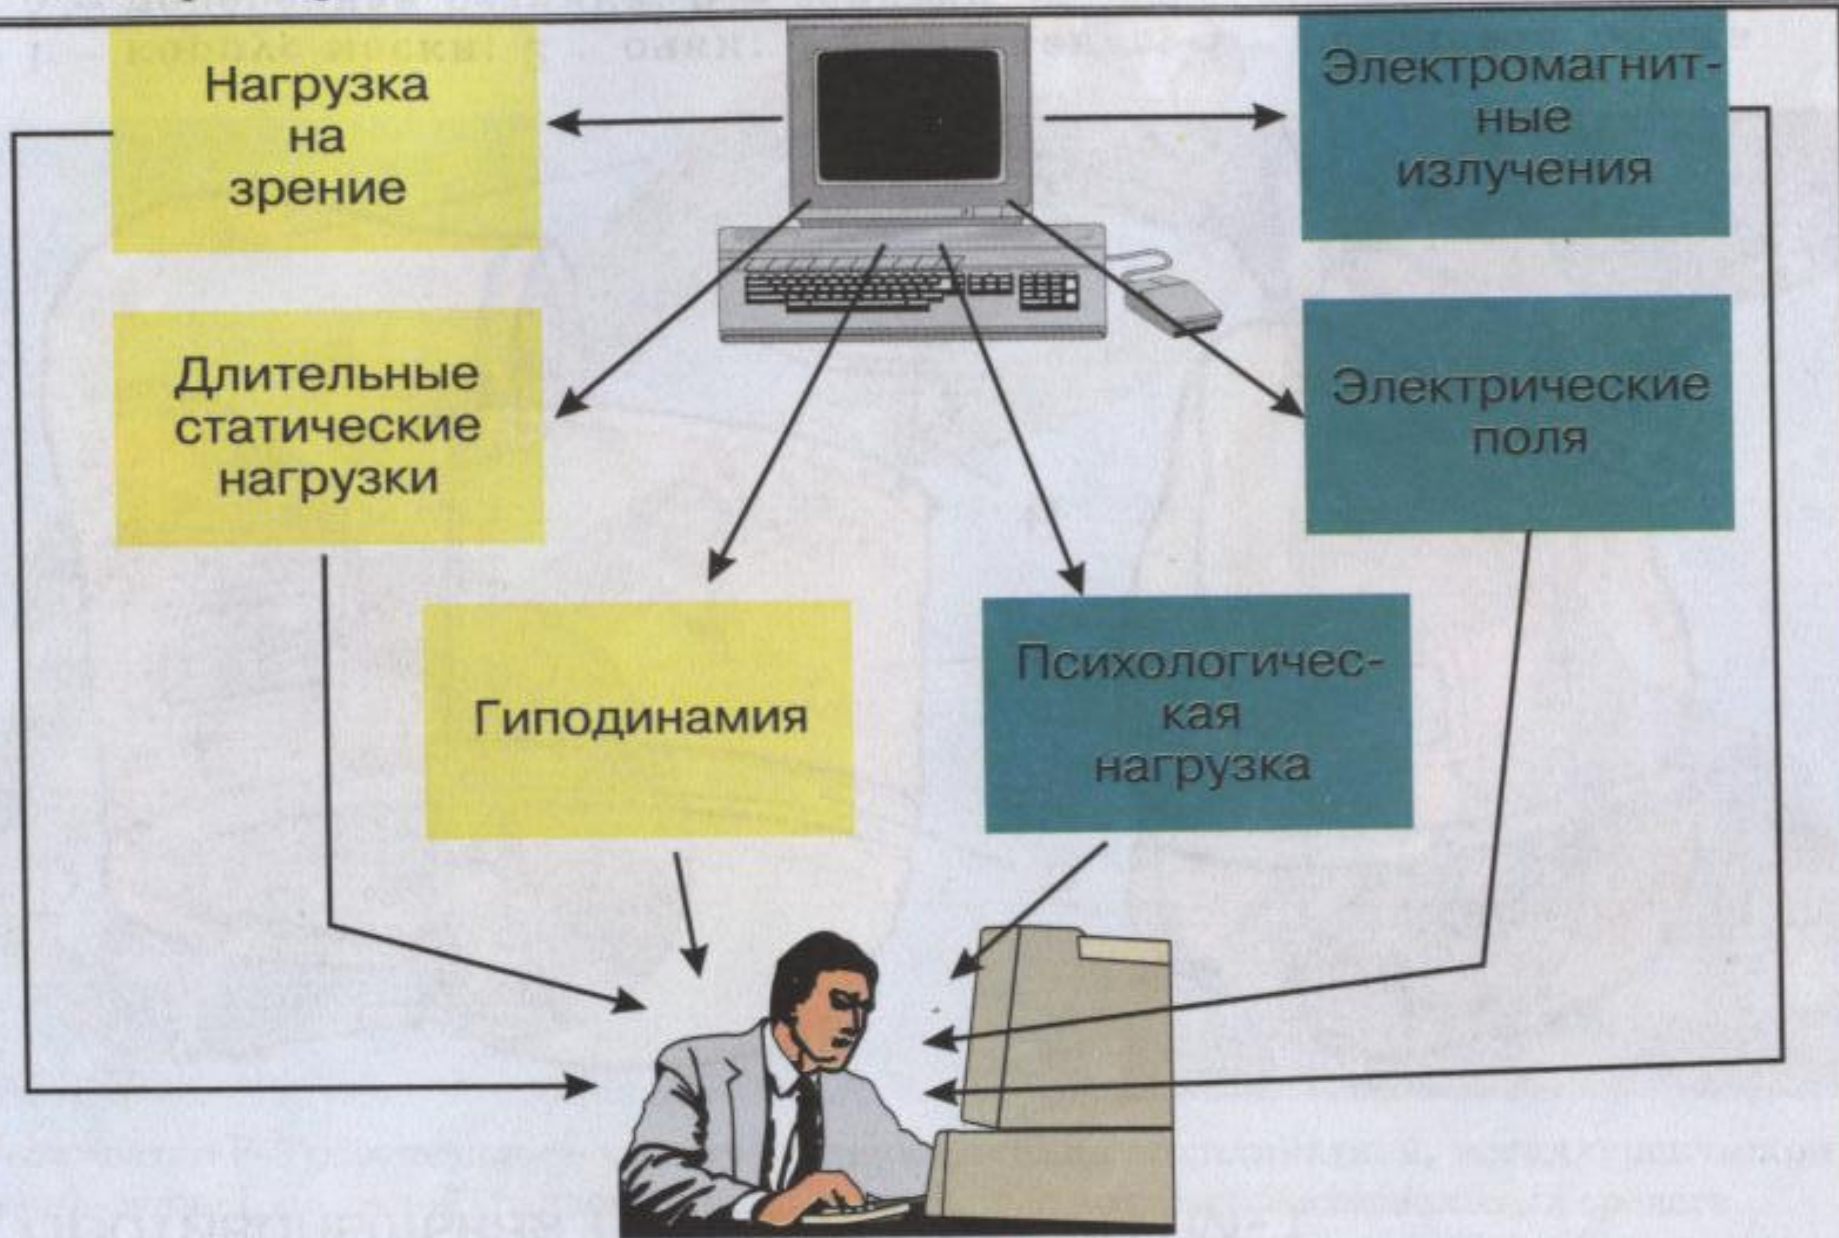 Нагрузка
на
зрение
Электромагнит-
ные
излучения
Длительные
статические
нагрузки
Электрические
поля
Гиподинамия
Психологичес-
кая
нагрузка